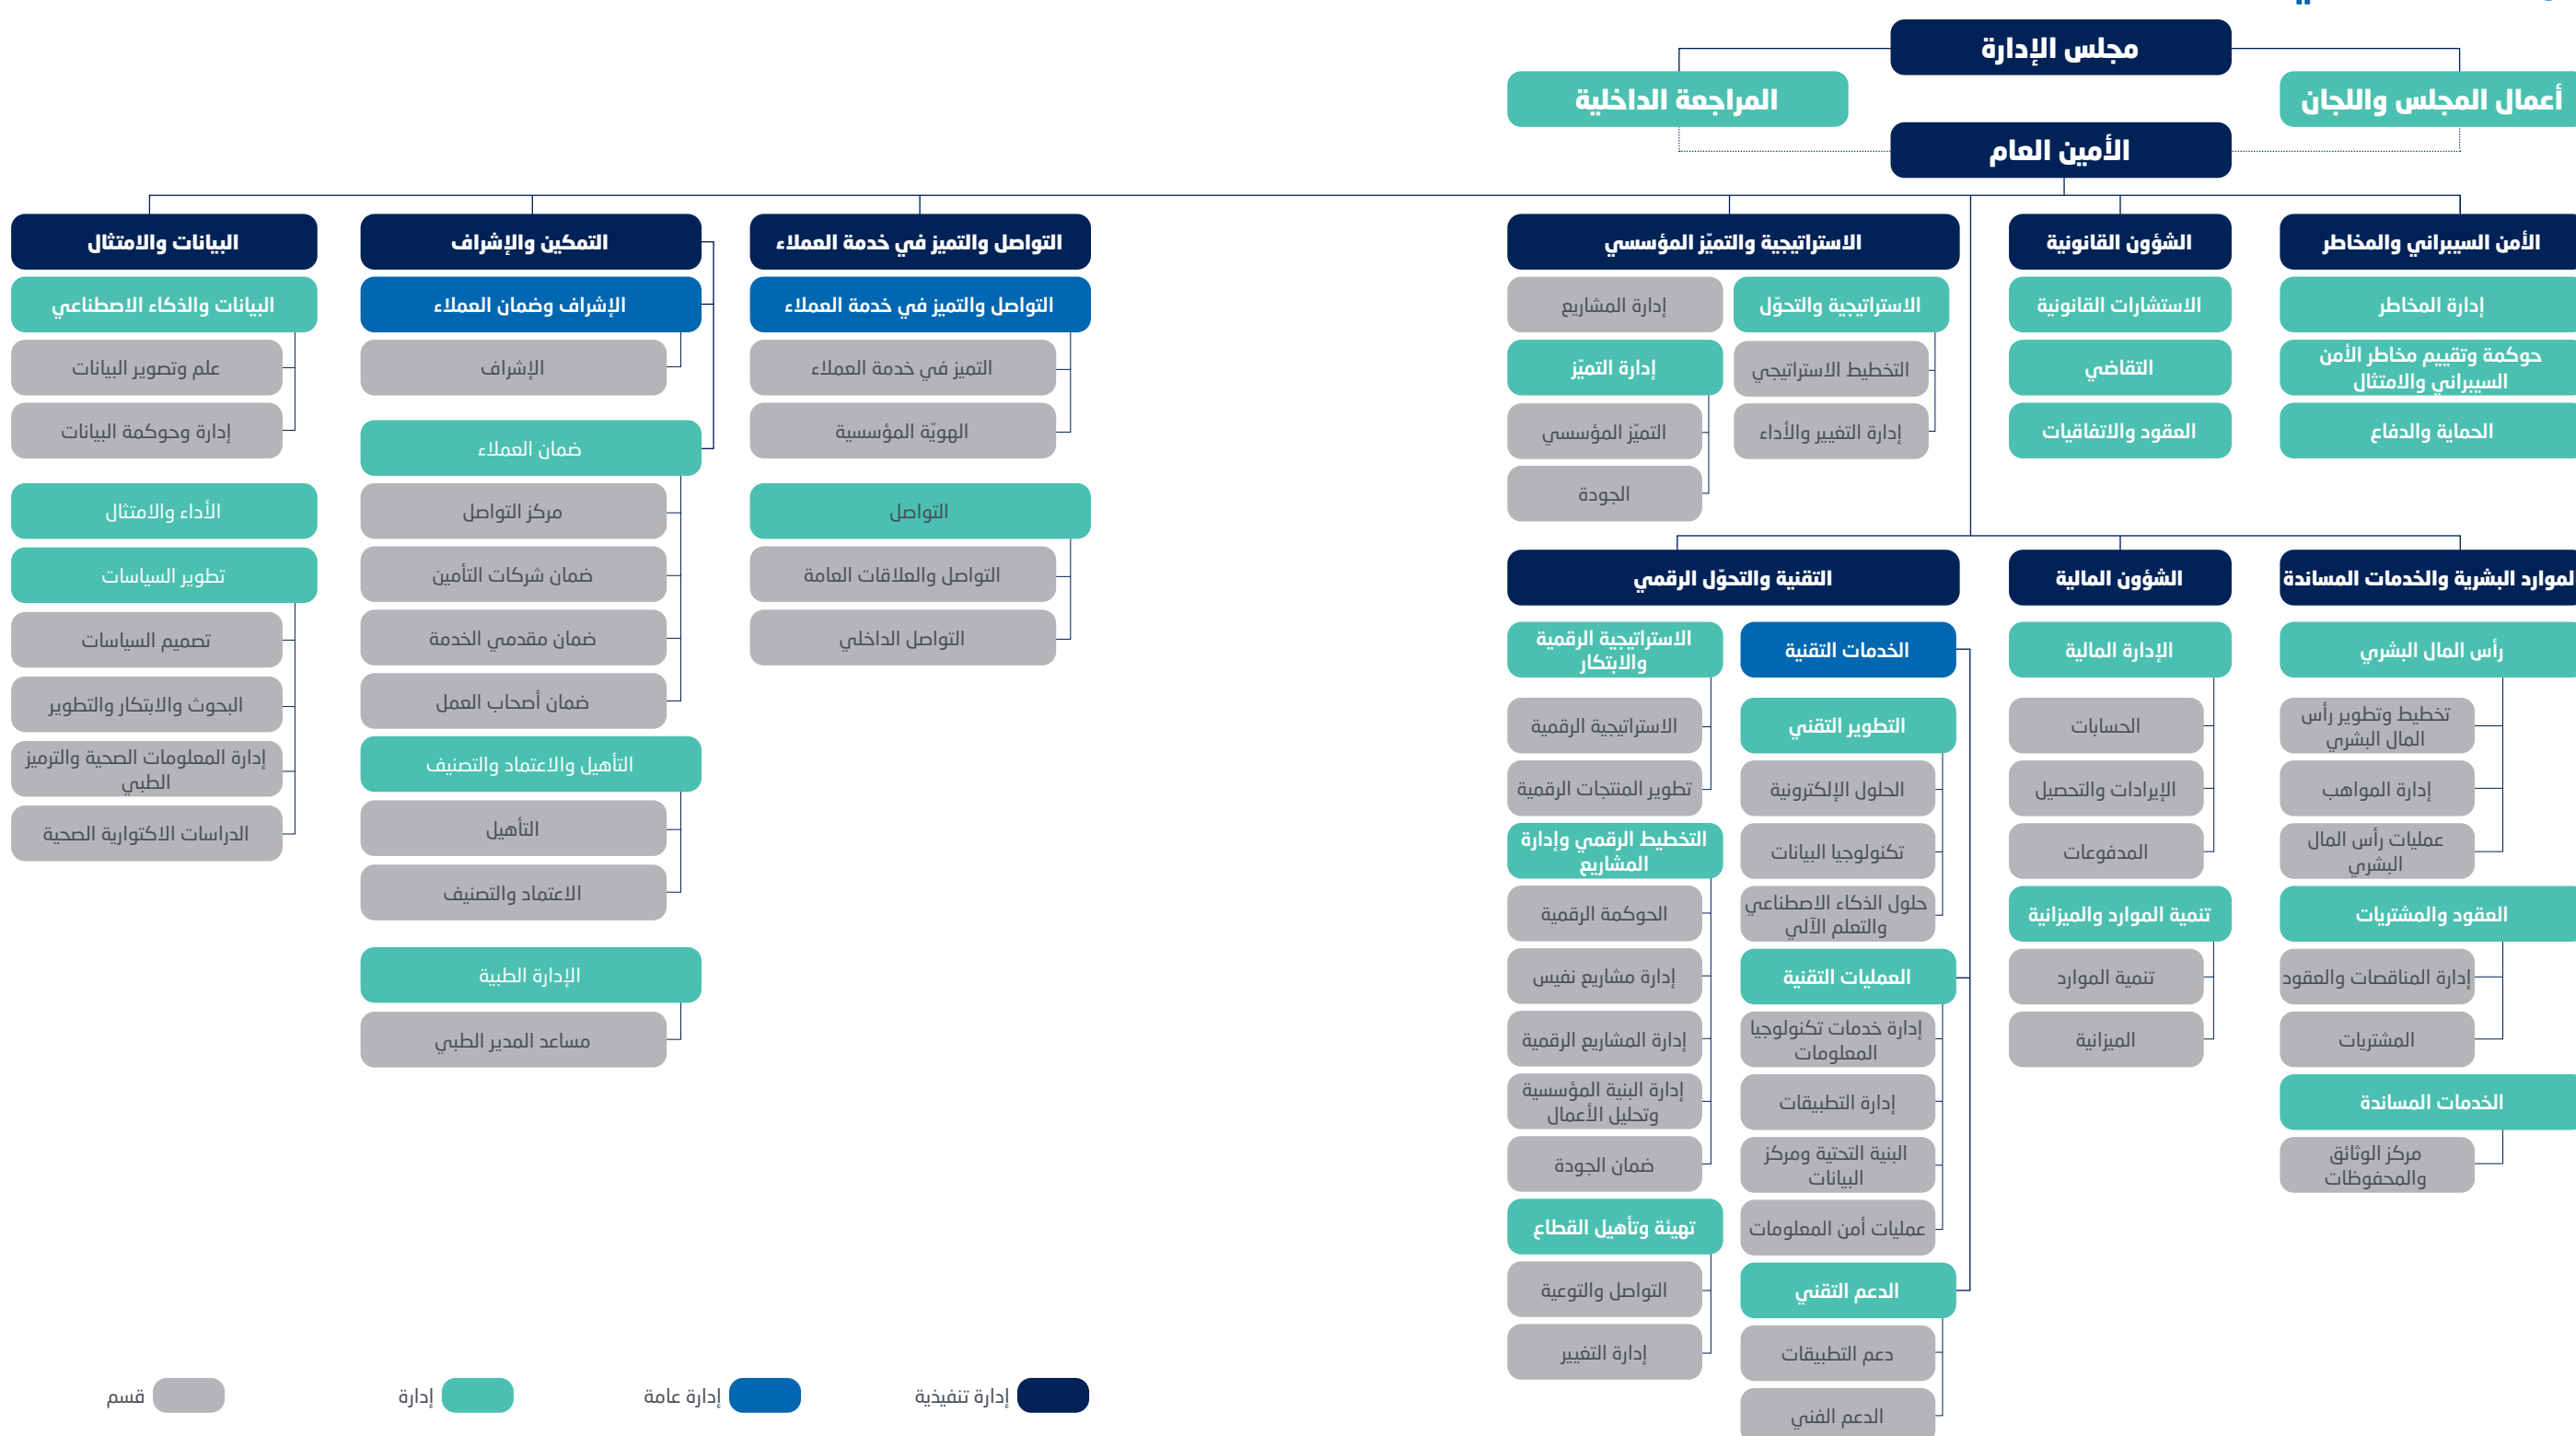 مجلس الإدارة
أعمال المجلس واللجان
المراجعة الداخلية
الأمين العام
الأمن السيبراني والمخاطر
إدارة المخاطر
حوكمة وتقييم مخاطر الأمن
السيبراني والامتثال
الحماية والدفاع
الشؤون القانونية
الاستشارات القانونية
التقاضي
العقود والاتفاقيات
الاستراتيجية والتميّز المؤسسي
الاستراتيجية والتحوّل
التخطيط الاستراتيجي
إدارة التغيير والأداء
إدارة المشاريع
إدارة التميّز
التميّز المؤسسي
الجودة
لموارد البشرية والخدمات المساندة
رأس المال البشري
تخطيط وتطوير رأس
المال البشري
إدارة المواهب
عمليات رأس المال
البشري
العقود والمشتريات
إدارة المناقصات والعقود
المشتريات
الخدمات المساندة
مركز الوثائق
والمحفوظات
الشؤون المالية
الإدارة المالية
الحسابات
الإيرادات والتحصيل
المدفوعات
تنمية الموارد والميزانية
تنمية الموارد
الميزانية
التقنية والتحوّل الرقمي
الخدمات التقنية
التطوير التقني
الحلول الإلكترونية
تكنولوجيا البيانات
حلول الذكاء الاصطناعي
والتعلم الآلي
العمليات التقنية
إدارة خدمات تكنولوجيا
المعلومات
إدارة التطبيقات
البنية التحتية ومركز
البيانات
عمليات أمن المعلومات
الدعم التقني
دعم التطبيقات
الدعم الفني
الاستراتيجية الرقمية
والابتكار
الاستراتيجية الرقمية
تطوير المنتجات الرقمية
التخطيط الرقمي وإدارة
المشاريع
الحوكمة الرقمية
إدارة مشاريع نفيس
إدارة المشاريع الرقمية
إدارة البنية المؤسسية
وتحليل الأعمال
ضمان الجودة
تهيئة وتأهيل القطاع
التواصل والتوعية
إدارة التغيير
التواصل والتميز في خدمة العملاء
التواصل والتميز في خدمة العملاء
التميز في خدمة العملاء
الهويّة المؤسسية
التواصل
التواصل والعلاقات العامة
التواصل الداخلي
التمكين والإشراف
الإشراف وضمان العملاء
الإشراف
ضمان العملاء
مركز التواصل
ضمان شركات التأمين
ضمان مقدمي الخدمة
ضمان أصحاب العمل
التأهيل والاعتماد والتصنيف
التأهيل
الاعتماد والتصنيف
الإدارة الطبية
مساعد المدير الطبي
البيانات والامتثال
البيانات والذكاء الاصطناعي
علم وتصوير البيانات
إدارة وحوكمة البيانات
الأداء والامتثال
تطوير السياسات
تصميم السياسات
البحوث والابتكار والتطوير
إدارة المعلومات الصحية والترميز
الطبي
الدراسات الاكتوارية الصحية
إدارة تنفيذية
إدارة عامة
إدارة
قسم